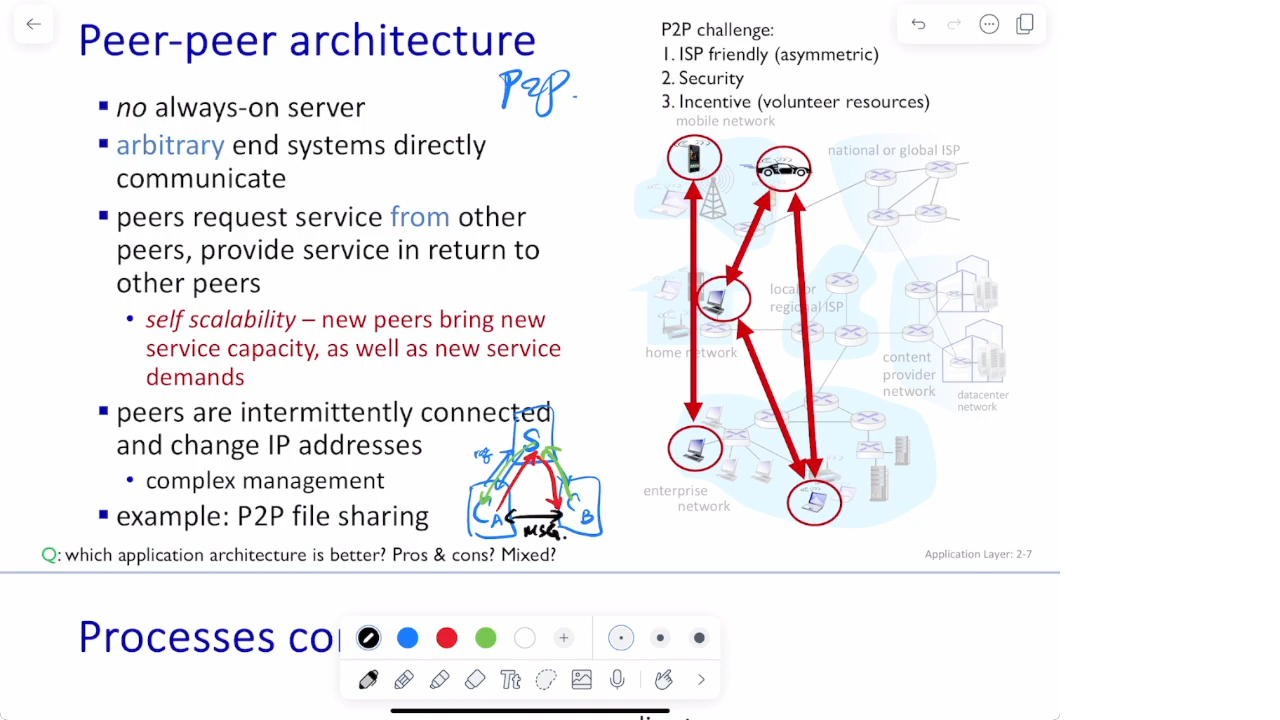 Peer-peer architecture
P2P.
▪ no always-on server
▪ arbitrary end systems directly
communicate
▪ peers request service from other
peers, provide service in return to
other peers
• self scalability – new peers bring new
service capacity, as well as new service
demands
▪ peers are intermittently connected
and change IP addresses
• complex management
▪ example: P2P file sharing
S
C A
C B
MSG.
Q: which application architecture is better? Pros & cons? Mixed?
P2P challenge:
1. ISP friendly (asymmetric)
2. Security
3. Incentive (volunteer resources)
mobile network
national or global ISP
local or
regional ISP
home network
content
provider
network
datacenter
network
enterprise
network
Application Layer: 2-7
Processes co
Tt